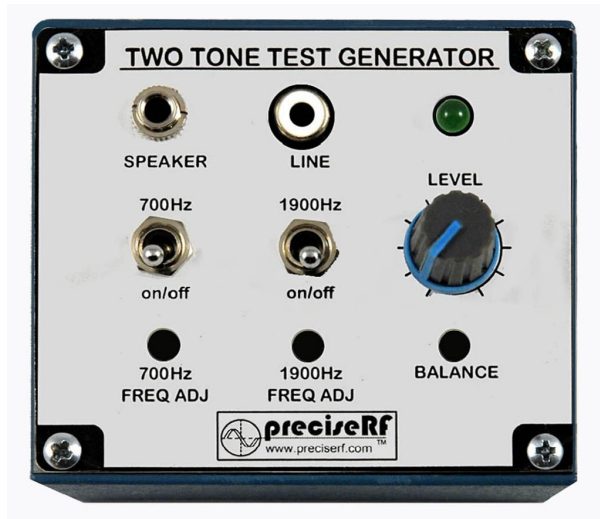 TWO TONE TEST GENERATOR
SPEAKER
LINE
LEVEL
700Hz
1900Hz
on/off
on/off
700Hz
FREQ ADJ
1900Hz
FREQ ADJ
BALANCE
preciseRF
TM
www.preciserf.com